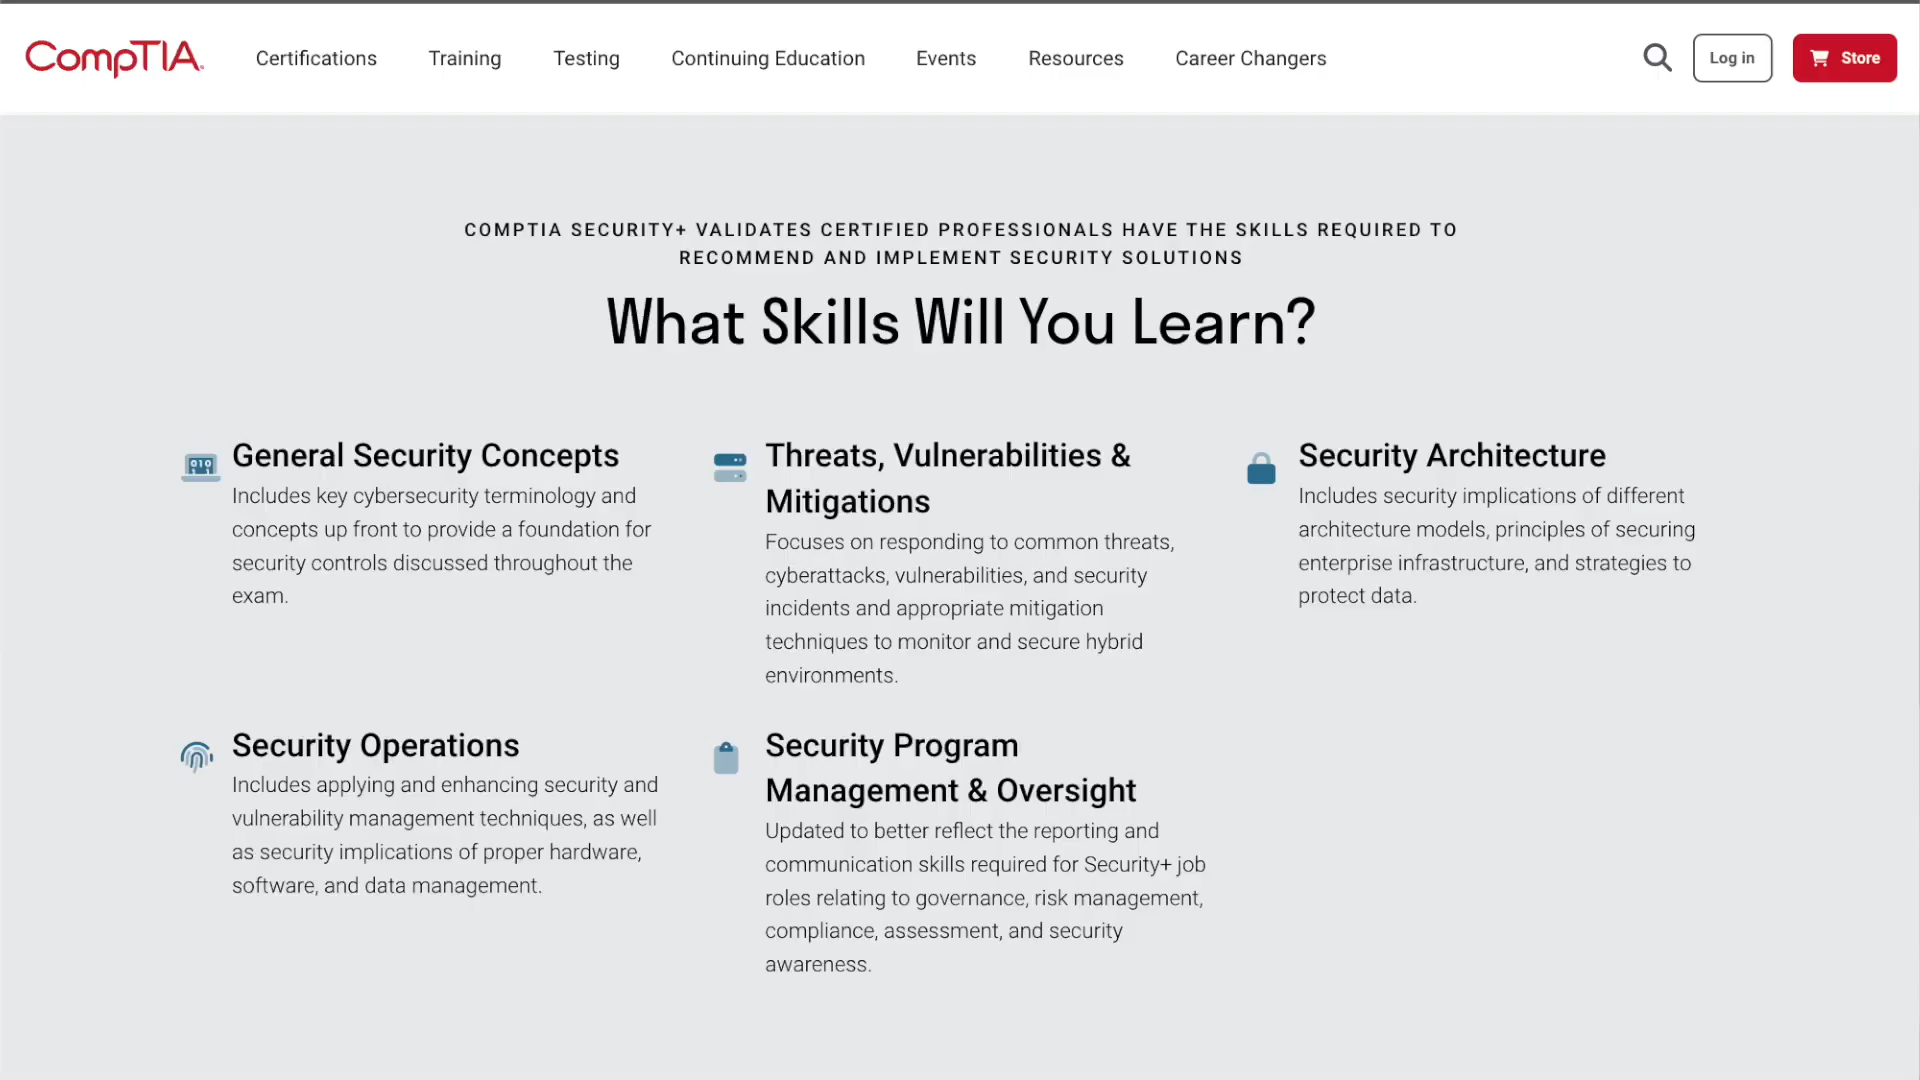 CompTIA.
Certifications
Training
Testing
Continuing Education
Events
Resources
Career Changers
Log in
Store
COMPTIA SECURITY+ VALIDATES CERTIFIED PROFESSIONALS HAVE THE SKILLS REQUIRED TO
RECOMMEND AND IMPLEMENT SECURITY SOLUTIONS
What Skills Will You Learn?
010
General Security Concepts
Includes key cybersecurity terminology and
concepts up front to provide a foundation for
security controls discussed throughout the
exam.
Threats, Vulnerabilities &
Mitigations
Focuses on responding to common threats,
cyberattacks, vulnerabilities, and security
incidents and appropriate mitigation
techniques to monitor and secure hybrid
environments.
Security Architecture
Includes security implications of different
architecture models, principles of securing
enterprise infrastructure, and strategies to
protect data.
Security Operations
Includes applying and enhancing security and
vulnerability management techniques, as well
as security implications of proper hardware,
software, and data management.
Security Program
Management & Oversight
Updated to better reflect the reporting and
communication skills required for Security+ job
roles relating to governance, risk management,
compliance, assessment, and security
awareness.